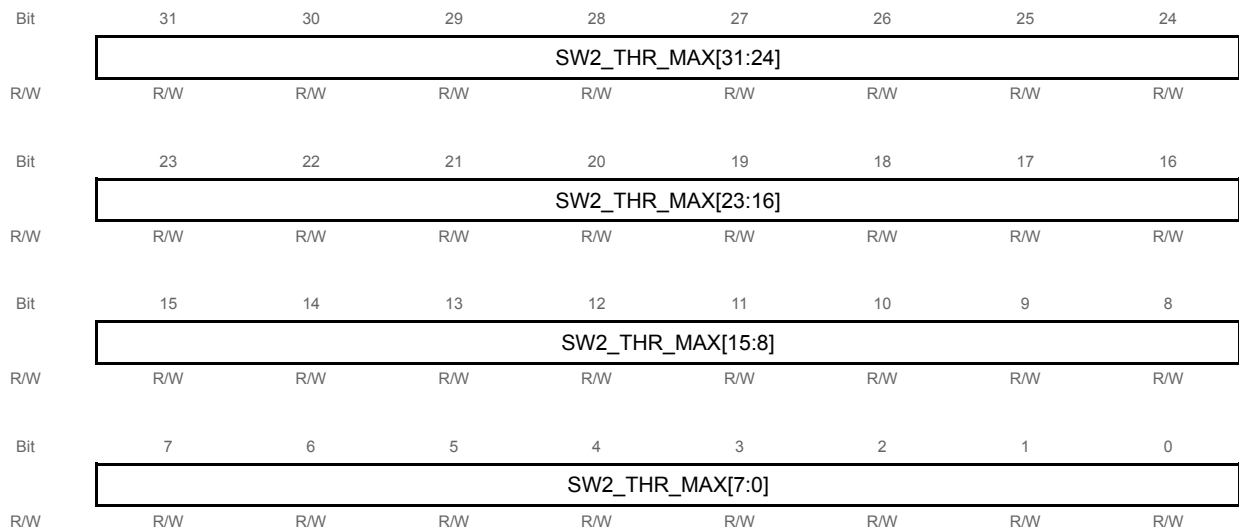 Bit 31 30 29 28 27 26 25 24
SW2_THR_MAX[31:24]
R/W R/W R/W R/W R/W R/W R/W R/W R/W
Bit 23 22 21 20 19 18 17 16
SW2_THR_MAX[23:16]
R/W R/W R/W R/W R/W R/W R/W R/W R/W
Bit 15 14 13 12 11 10 9 8
SW2_THR_MAX[15:8]
R/W R/W R/W R/W R/W R/W R/W R/W R/W
Bit 7 6 5 4 3 2 1 0
SW2_THR_MAX[7:0]
R/W R/W R/W R/W R/W R/W R/W R/W R/W